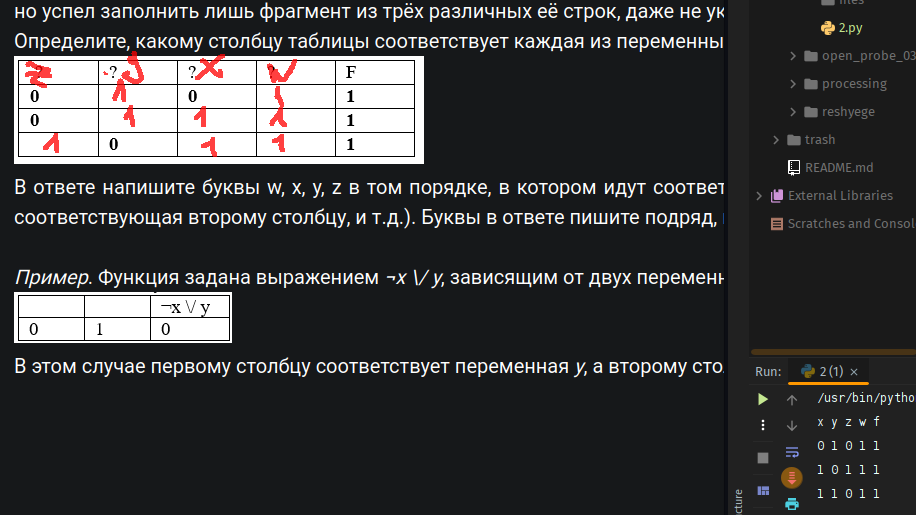 но успел заполнить лишь фрагмент из трёх различных её строк, даже не ук
Определите, какому столбцу таблицы соответствует каждая из переменны
z ? y ? x w F
0 1 0 1 1
0 1 1 1 1
1 0 1 1 1
В ответе напишите буквы w, x, y, z в том порядке, в котором идут соответ
соответствующая второму столбцу, и т.д.). Буквы в ответе пишите подряд,
Пример. Функция задана выражением ¬x \/ y, зависящим от двух переменн
¬x \/ y
0 1 0
В этом случае первому столбцу соответствует переменная y, а второму сто
files
2.py
open_probe_03
processing
reshyege
trash
README.md
External Libraries
Scratches and Consol
Run: 2 (1) ×
/usr/bin/python
x y z w f
0 1 0 1 1
1 0 1 1 1
1 1 0 1 1
cture